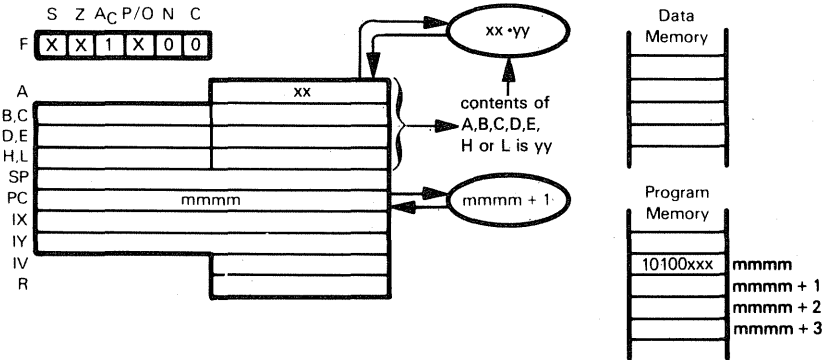 S Z AC P/O N C
F X X 1 X 0 0
A xx
B,C
D,E
H,L
SP
PC mmmm
IX
IY
IV
R
xx •yy
contents of
A,B,C,D,E,
H or L is yy
mmmm + 1
Data
Memory
Program
Memory
10100xxx mmmm
mmmm + 1
mmmm + 2
mmmm + 3